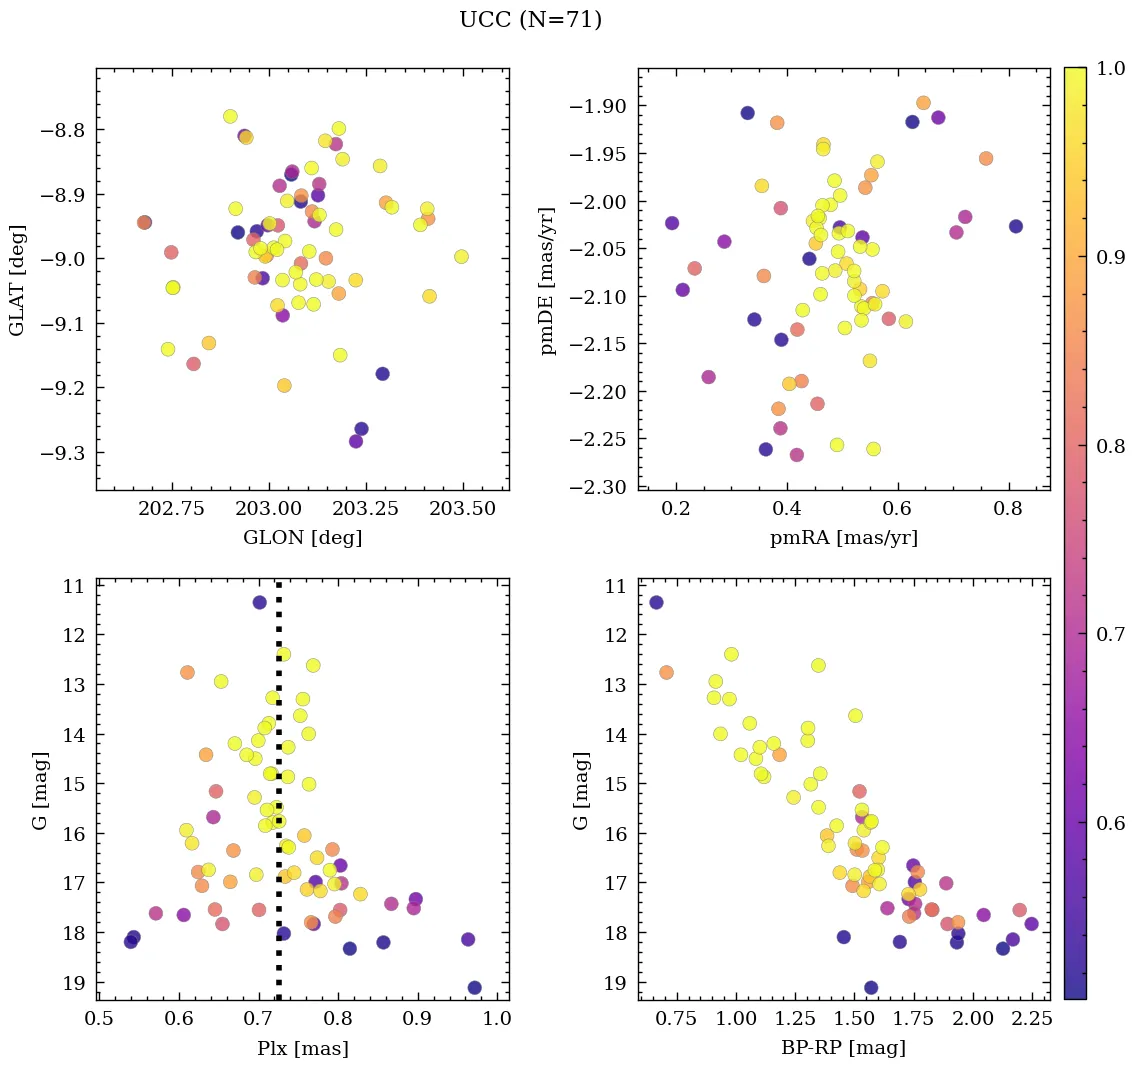 UCC (N=71)
−8.8
−8.9
−9.0
−9.1
−9.2
−9.3
GLAT [deg]
202.75 203.00 203.25 203.50
GLON [deg]
−1.90
−1.95
−2.00
−2.05
−2.10
−2.15
−2.20
−2.25
−2.30
pmDE [mas/yr]
0.2 0.4 0.6 0.8
pmRA [mas/yr]
11
12
13
14
15
16
17
18
19
G [mag]
0.5 0.6 0.7 0.8 0.9 1.0
Plx [mas]
11
12
13
14
15
16
17
18
19
G [mag]
0.75 1.00 1.25 1.50 1.75 2.00 2.25
BP-RP [mag]
1.0
0.9
0.8
0.7
0.6